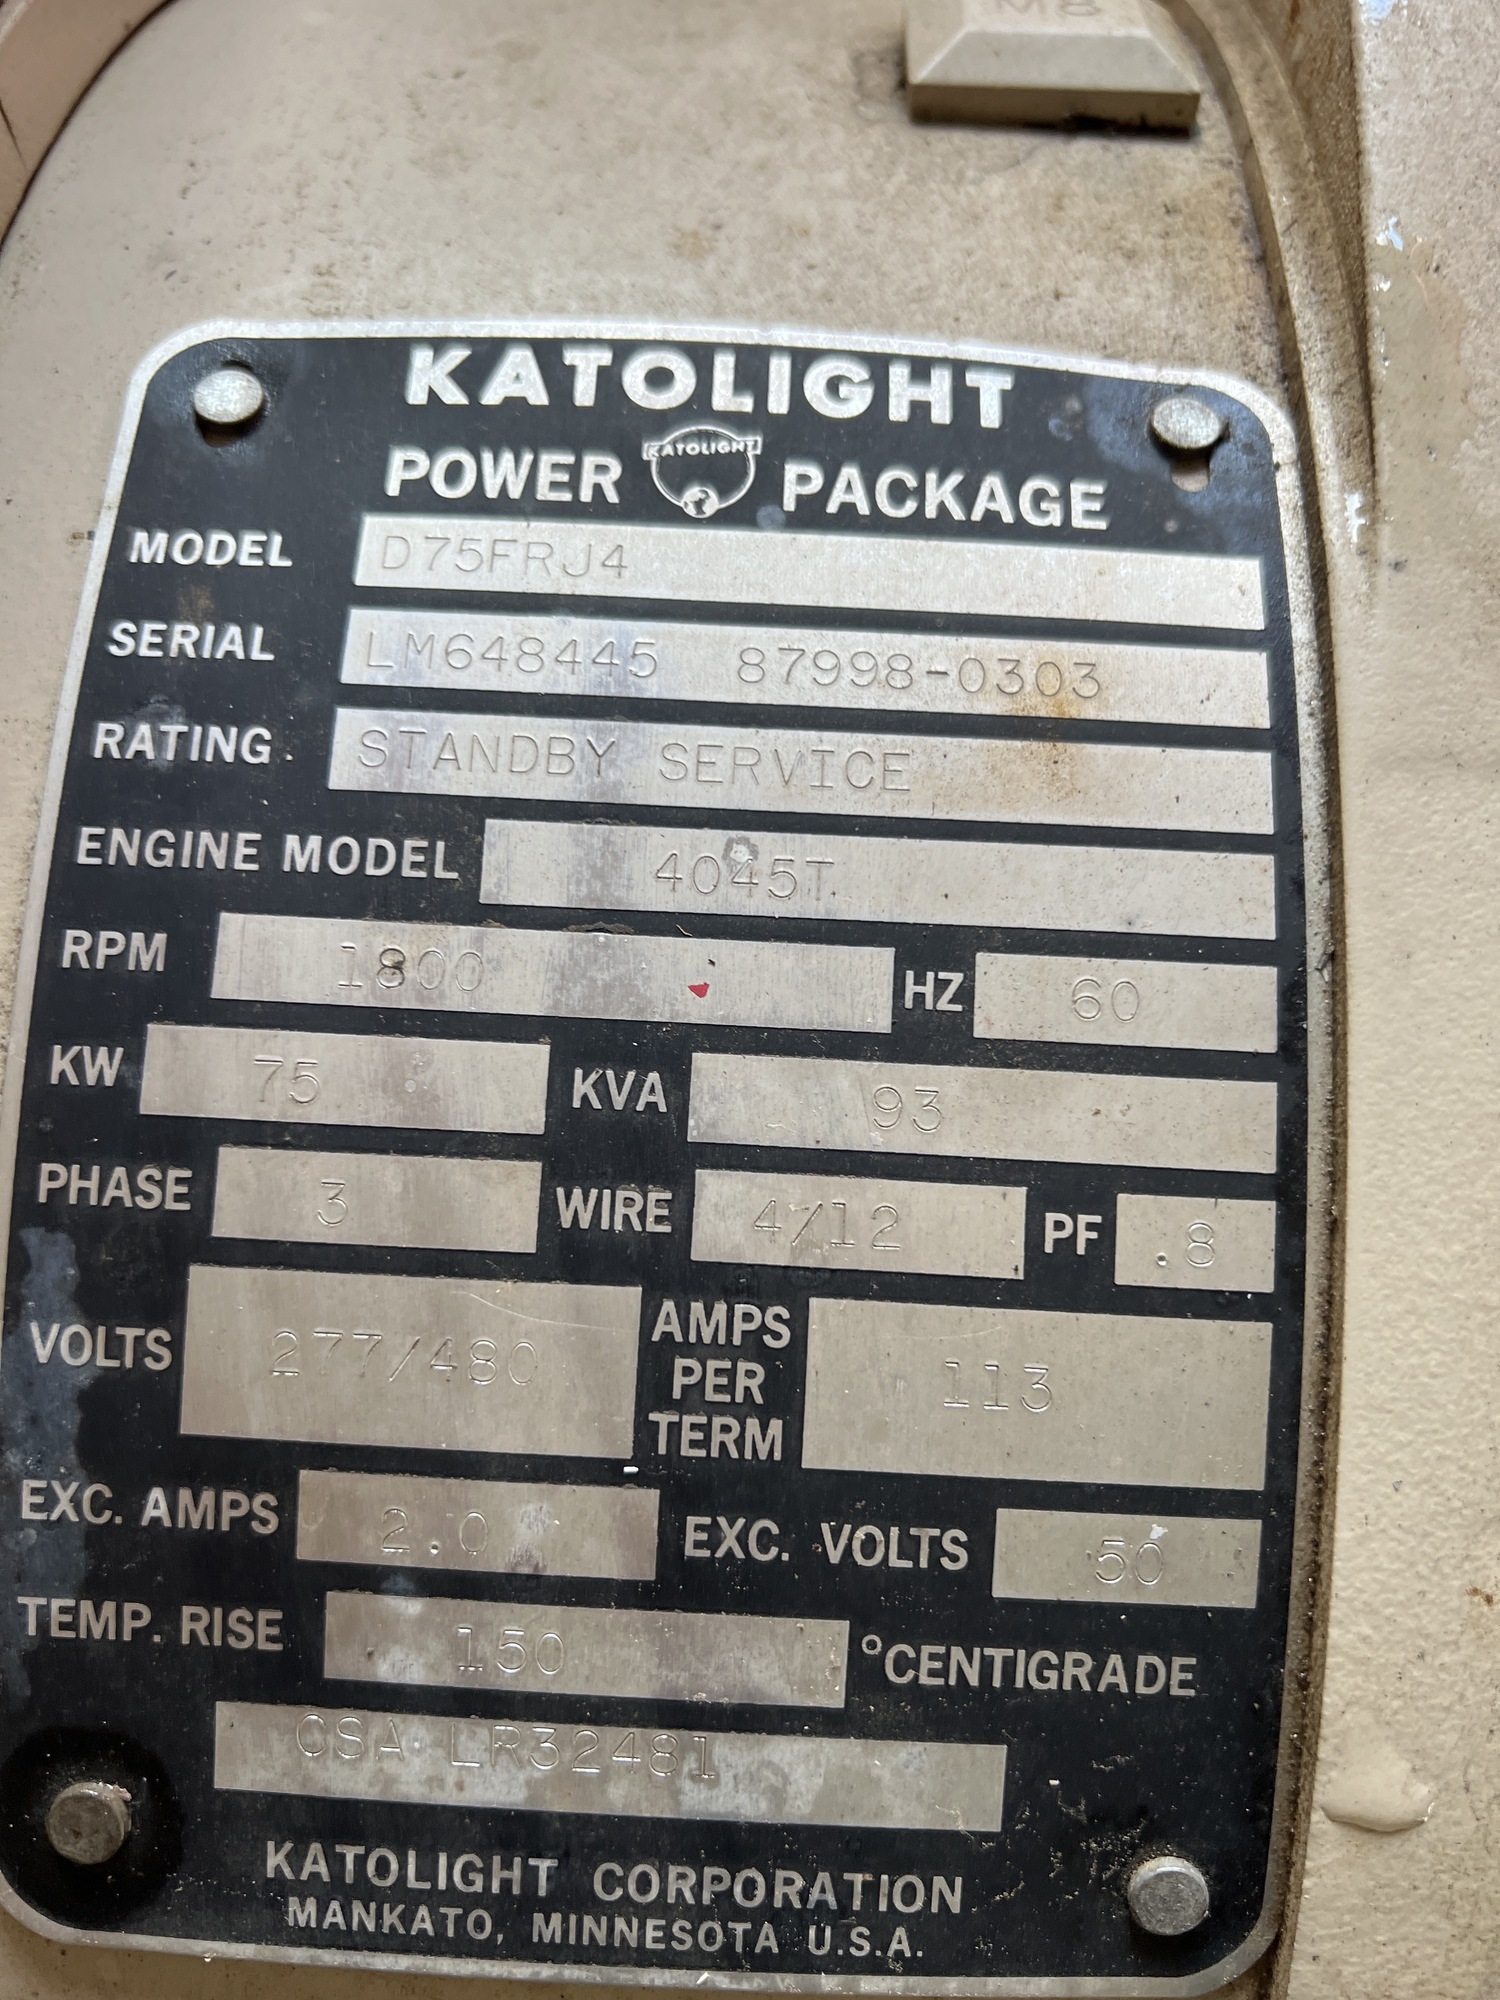 M8
KATOLIGHT
POWER KATOLIGHT PACKAGE
MODEL D75FRJ4
SERIAL LM648445 87998-0303
RATING STANDBY SERVICE
ENGINE MODEL 4045T
RPM 1800 HZ 60
KW 75 KVA 93
PHASE 3 WIRE 4/12 PF .8
VOLTS 277/480 AMPS PER TERM 113
EXC. AMPS 2.0 EXC. VOLTS 50
TEMP. RISE 150 °CENTIGRADE
CSA LR32481
KATOLIGHT CORPORATION
MANKATO, MINNESOTA U.S.A.